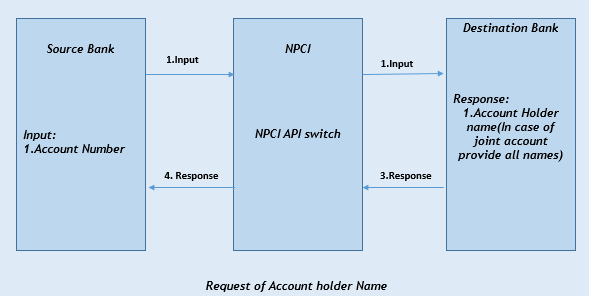 Source Bank
NPCI
Destination Bank
1.Input
1.Input
Input:
1.Account Number
NPCI API switch
Response:
1.Account Holder
name(In case of
joint account
provide all names)
4. Response
3.Response
Request of Account holder Name